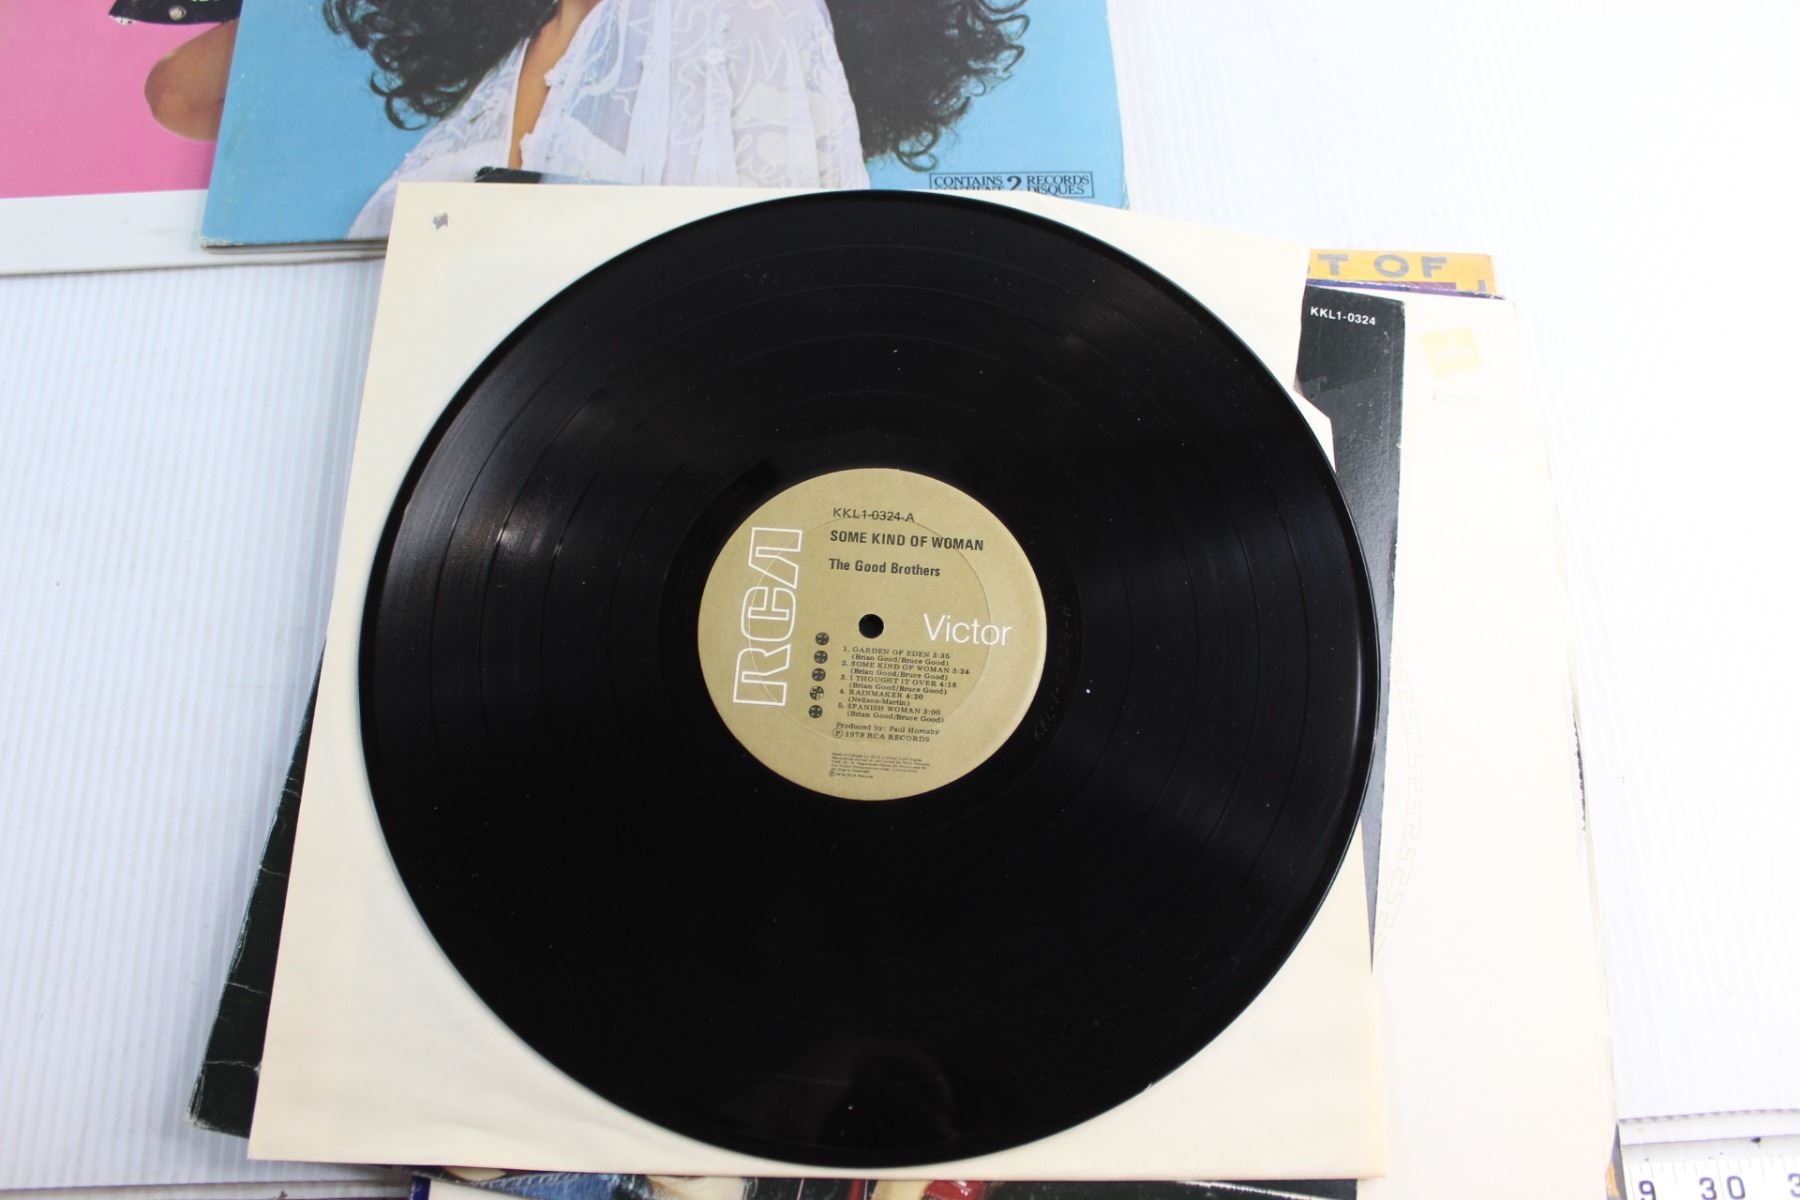 CONTAINS 2 RECORDS
DISQUES
T OF
KKL1-0324
KKL1-0324-A
SOME KIND OF WOMAN
The Good Brothers
RCA
Victor
1. GARDEN OF EDEN 3:35
(Brian Good/Bruce Good)
2. SOME KIND OF WOMAN 3:24
(Brian Good/Bruce Good)
3. I THOUGHT IT OVER 4:18
(Brian Good/Bruce Good)
4. RAINMAKER 4:20
(Neilson-Martin)
5. SPANISH WOMAN 3:00
(Brian Good/Bruce Good)
Produced by: Paul Hornsby
Ⓟ 1979 RCA RECORDS
9 30 3